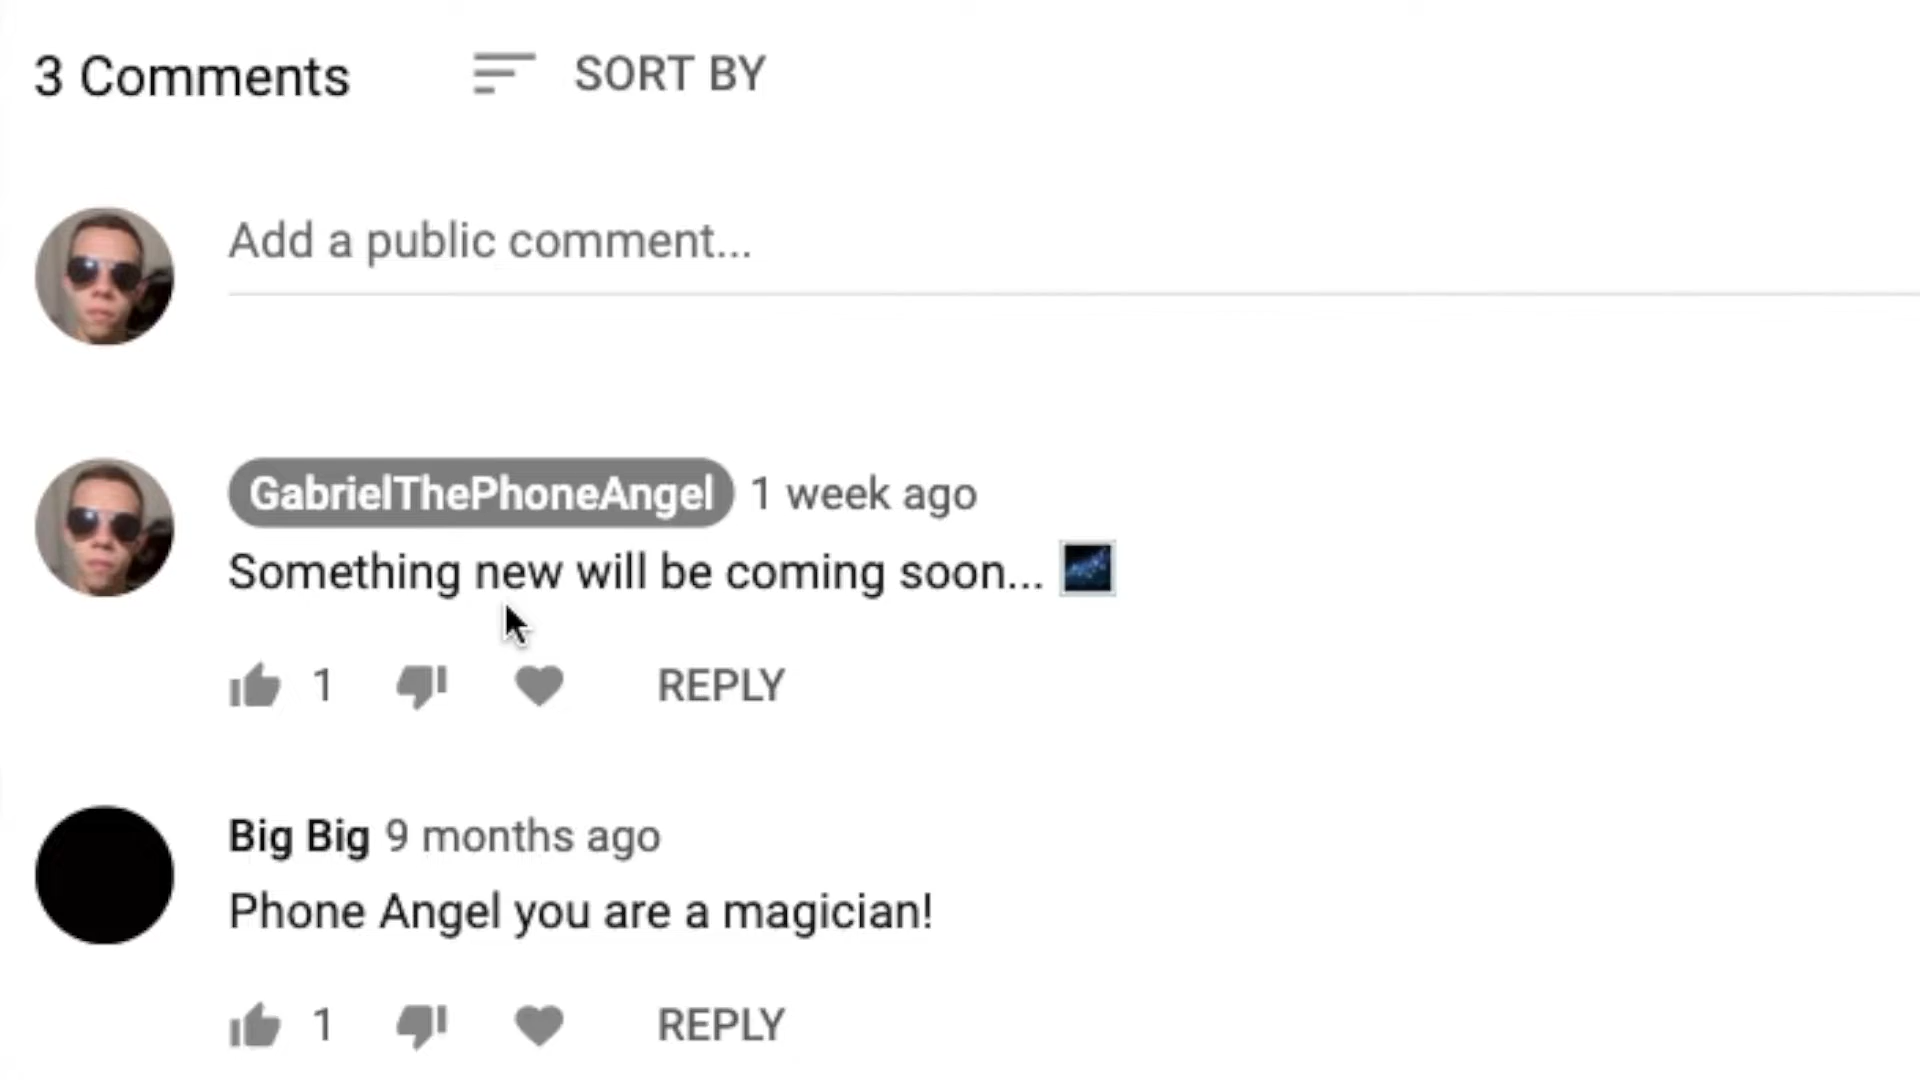 3 Comments SORT BY
Add a public comment...
GabrielThePhoneAngel 1 week ago
Something new will be coming soon... 🌌
1 REPLY
Big Big 9 months ago
Phone Angel you are a magician!
1 REPLY